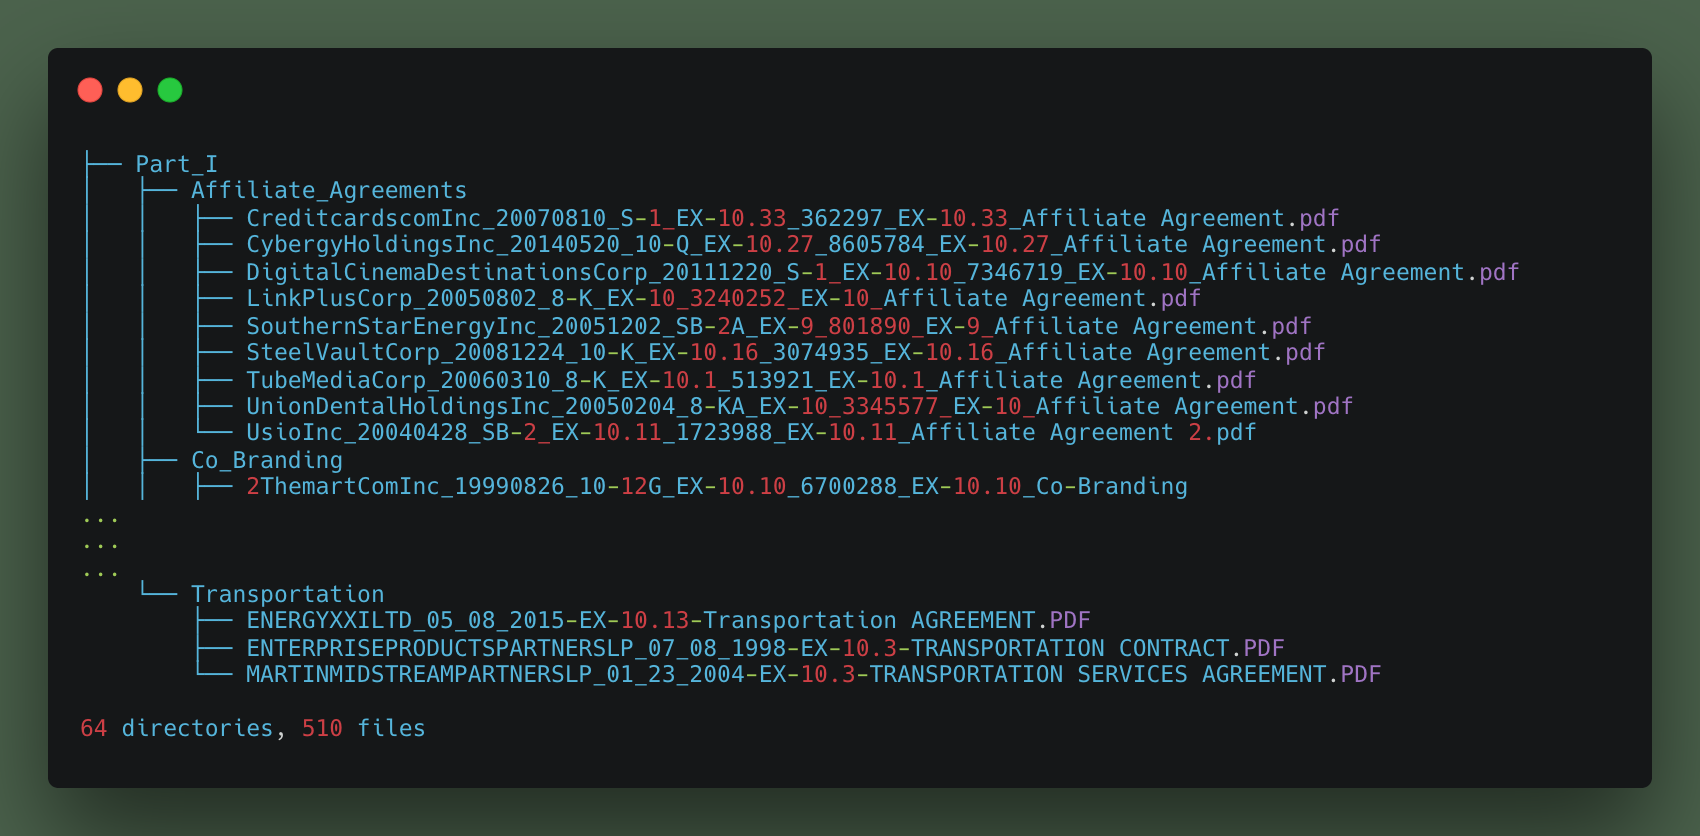 ├── Part_I
│   ├── Affiliate_Agreements
│   │   ├── CreditcardscomInc_20070810_S-1_EX-10.33_362297_EX-10.33_Affiliate Agreement.pdf
│   │   ├── CybergyHoldingsInc_20140520_10-Q_EX-10.27_8605784_EX-10.27_Affiliate Agreement.pdf
│   │   ├── DigitalCinemaDestinationsCorp_20111220_S-1_EX-10.10_7346719_EX-10.10_Affiliate Agreement.pdf
│   │   ├── LinkPlusCorp_20050802_8-K_EX-10_3240252_EX-10_Affiliate Agreement.pdf
│   │   ├── SouthernStarEnergyInc_20051202_SB-2A_EX-9_801890_EX-9_Affiliate Agreement.pdf
│   │   ├── SteelVaultCorp_20081224_10-K_EX-10.16_3074935_EX-10.16_Affiliate Agreement.pdf
│   │   ├── TubeMediaCorp_20060310_8-K_EX-10.1_513921_EX-10.1_Affiliate Agreement.pdf
│   │   ├── UnionDentalHoldingsInc_20050204_8-KA_EX-10_3345577_EX-10_Affiliate Agreement.pdf
│   │   └── UsioInc_20040428_SB-2_EX-10.11_1723988_EX-10.11_Affiliate Agreement 2.pdf
│   ├── Co_Branding
│   │   ├── 2ThemartComInc_19990826_10-12G_EX-10.10_6700288_EX-10.10_Co-Branding
...
...
...
    └── Transportation
        ├── ENERGYXXILTD_05_08_2015-EX-10.13-Transportation AGREEMENT.PDF
        ├── ENTERPRISEPRODUCTSPARTNERSLP_07_08_1998-EX-10.3-TRANSPORTATION CONTRACT.PDF
        └── MARTINMIDSTREAMPARTNERSLP_01_23_2004-EX-10.3-TRANSPORTATION SERVICES AGREEMENT.PDF
64 directories, 510 files